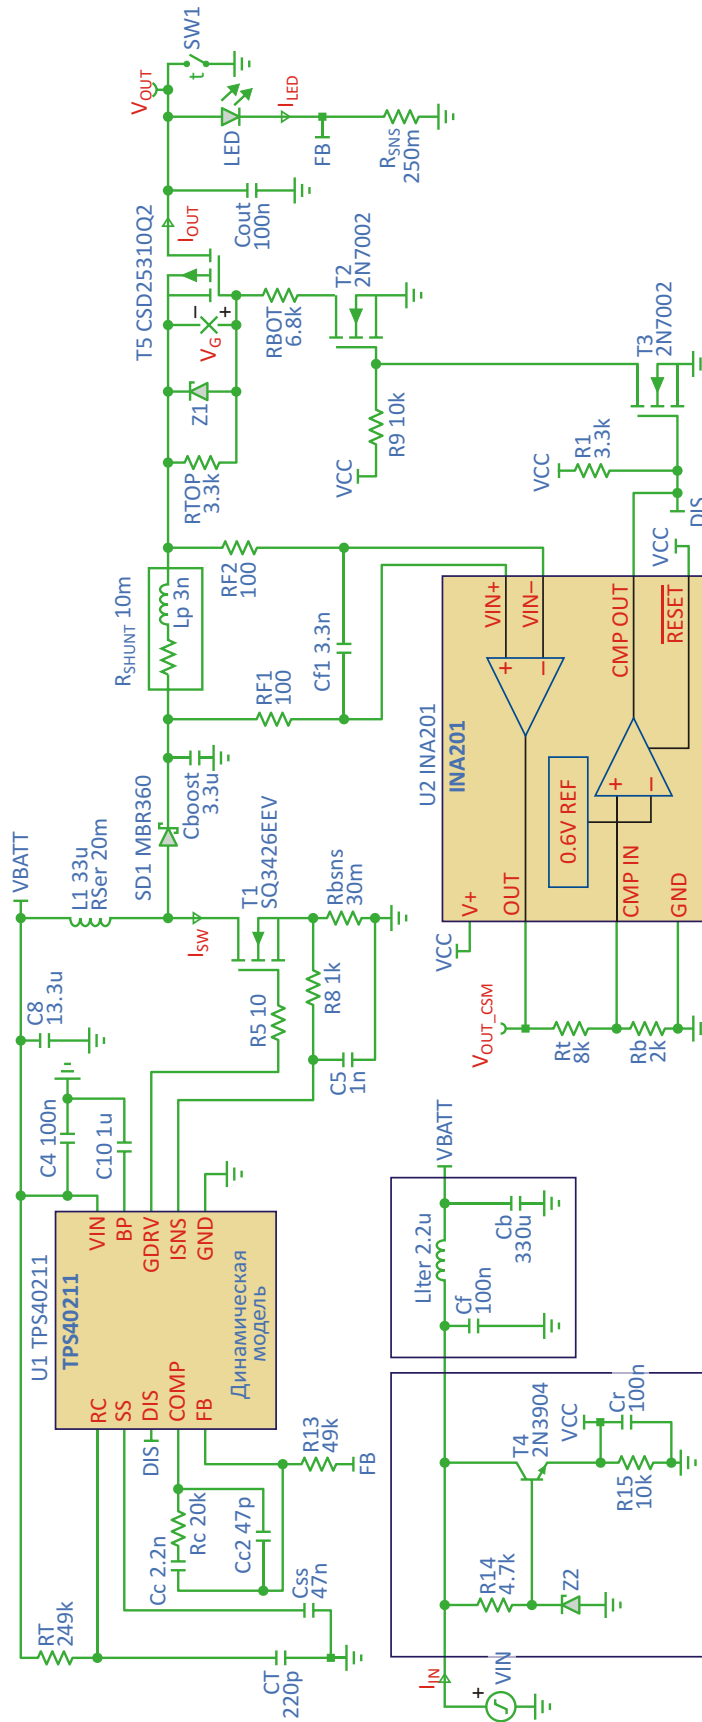 RT
249k
CT
220p
Css
47n
Cc 2.2n
Rc 20k
Cc2 47p
R13
49k
FB
DIS
U1 TPS40211
TPS40211
RC
SS
DIS
COMP
FB
VIN
BP
GDRV
ISNS
GND
Динамическая
модель
C4 100n
C10 1u
C8
13.3u
VBATT
L1 33u
RSer 20m
ISW
R5 10
T1
SQ3426EEV
R8 1k
C5
1n
Rbsns
30m
SD1 MBR360
Cboost
3.3u
RSHUNT 10m
Lp 3n
RF1
100
RF2
100
Cf1 3.3n
RTOP
3.3k
Z1
VG
–
+
T5 CSD25310Q2
IOUT
RBOT
6.8k
T2
2N7002
R9 10k
VCC
Cout
100n
VOUT
LED
ILED
FB
RSNS
250m
SW1
t
T3
2N7002
R1
3.3k
VCC
DIS
VCC
U2 INA201
INA201
V+
OUT
CMP IN
GND
VIN+
VIN–
CMP OUT
RESET
0.6V REF
+
–
+
–
VCC
VOUT_CSM
Rt
8k
Rb
2k
VIN
+
IIN
R14
4.7k
Z2
T4
2N3904
VCC
R15
10k
Cr
100n
LIter 2.2u
Cf
100n
Cb
330u
VBATT